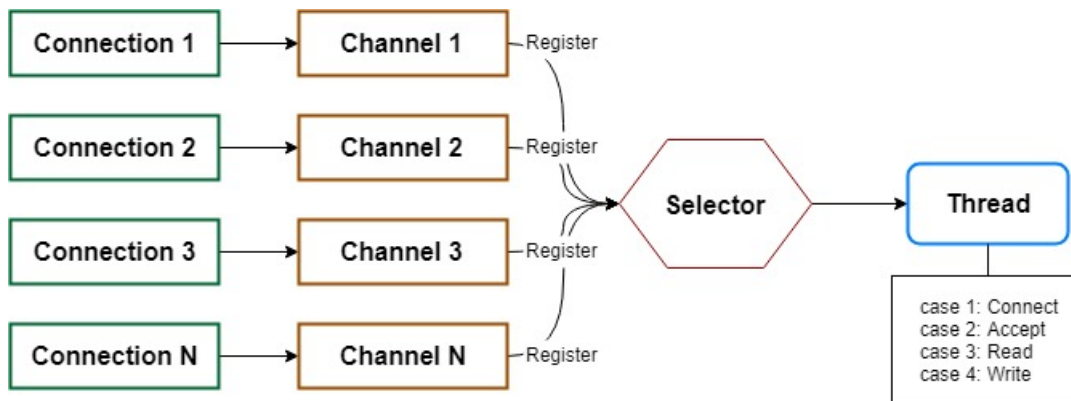 Connection 1
Channel 1
Register
Connection 2
Channel 2
Register
Selector
Thread
Connection 3
Channel 3
Register
case 1: Connect
case 2: Accept
case 3: Read
case 4: Write
Connection N
Channel N
Register